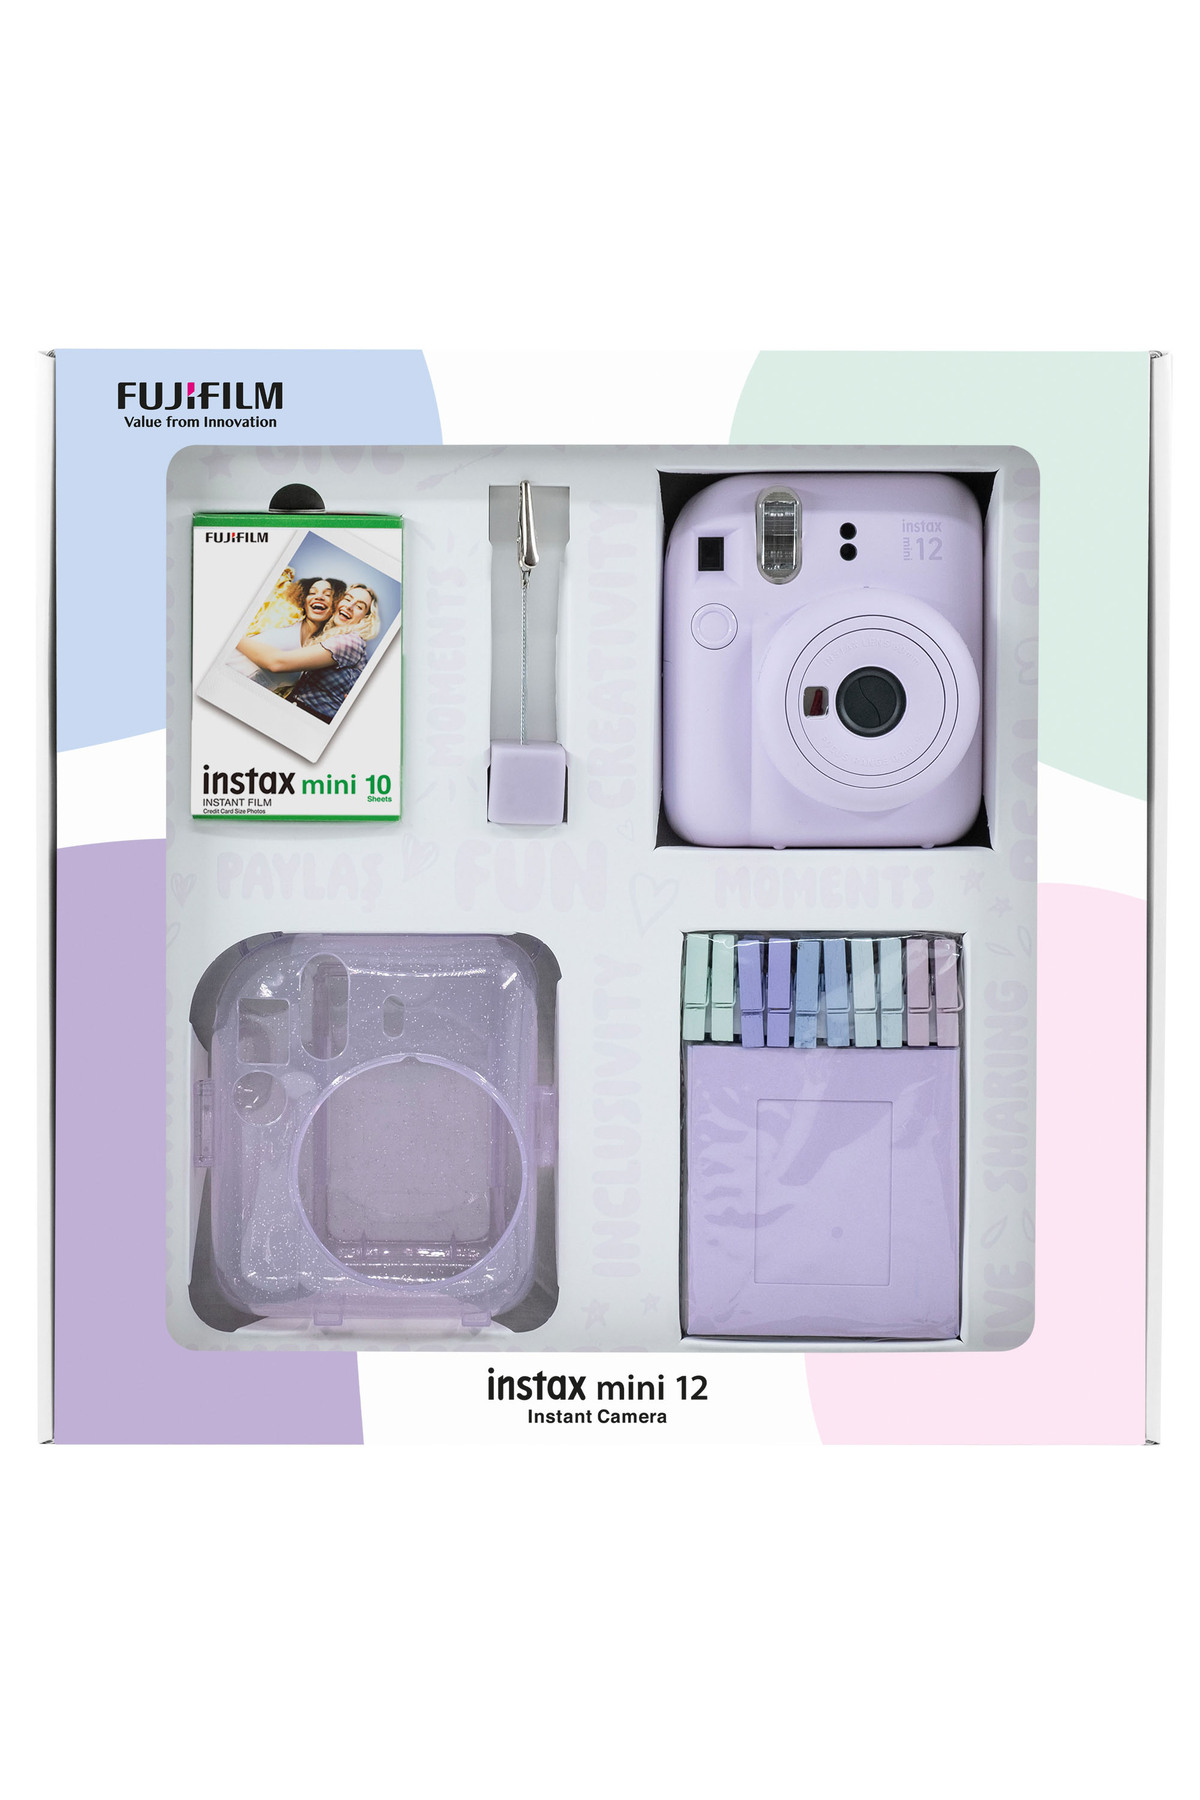 FUJIFILM
Value from Innovation
GIVE
FUJIFILM
instax mini 10
Sheets
INSTANT FILM
Credit Card Size Photos
MOMENTS
CREATIVITY
instax
mini 12
PAYLAŞ
FUN
MOMENTS
INCLUSIVITY
SHARING
instax mini 12
Instant Camera